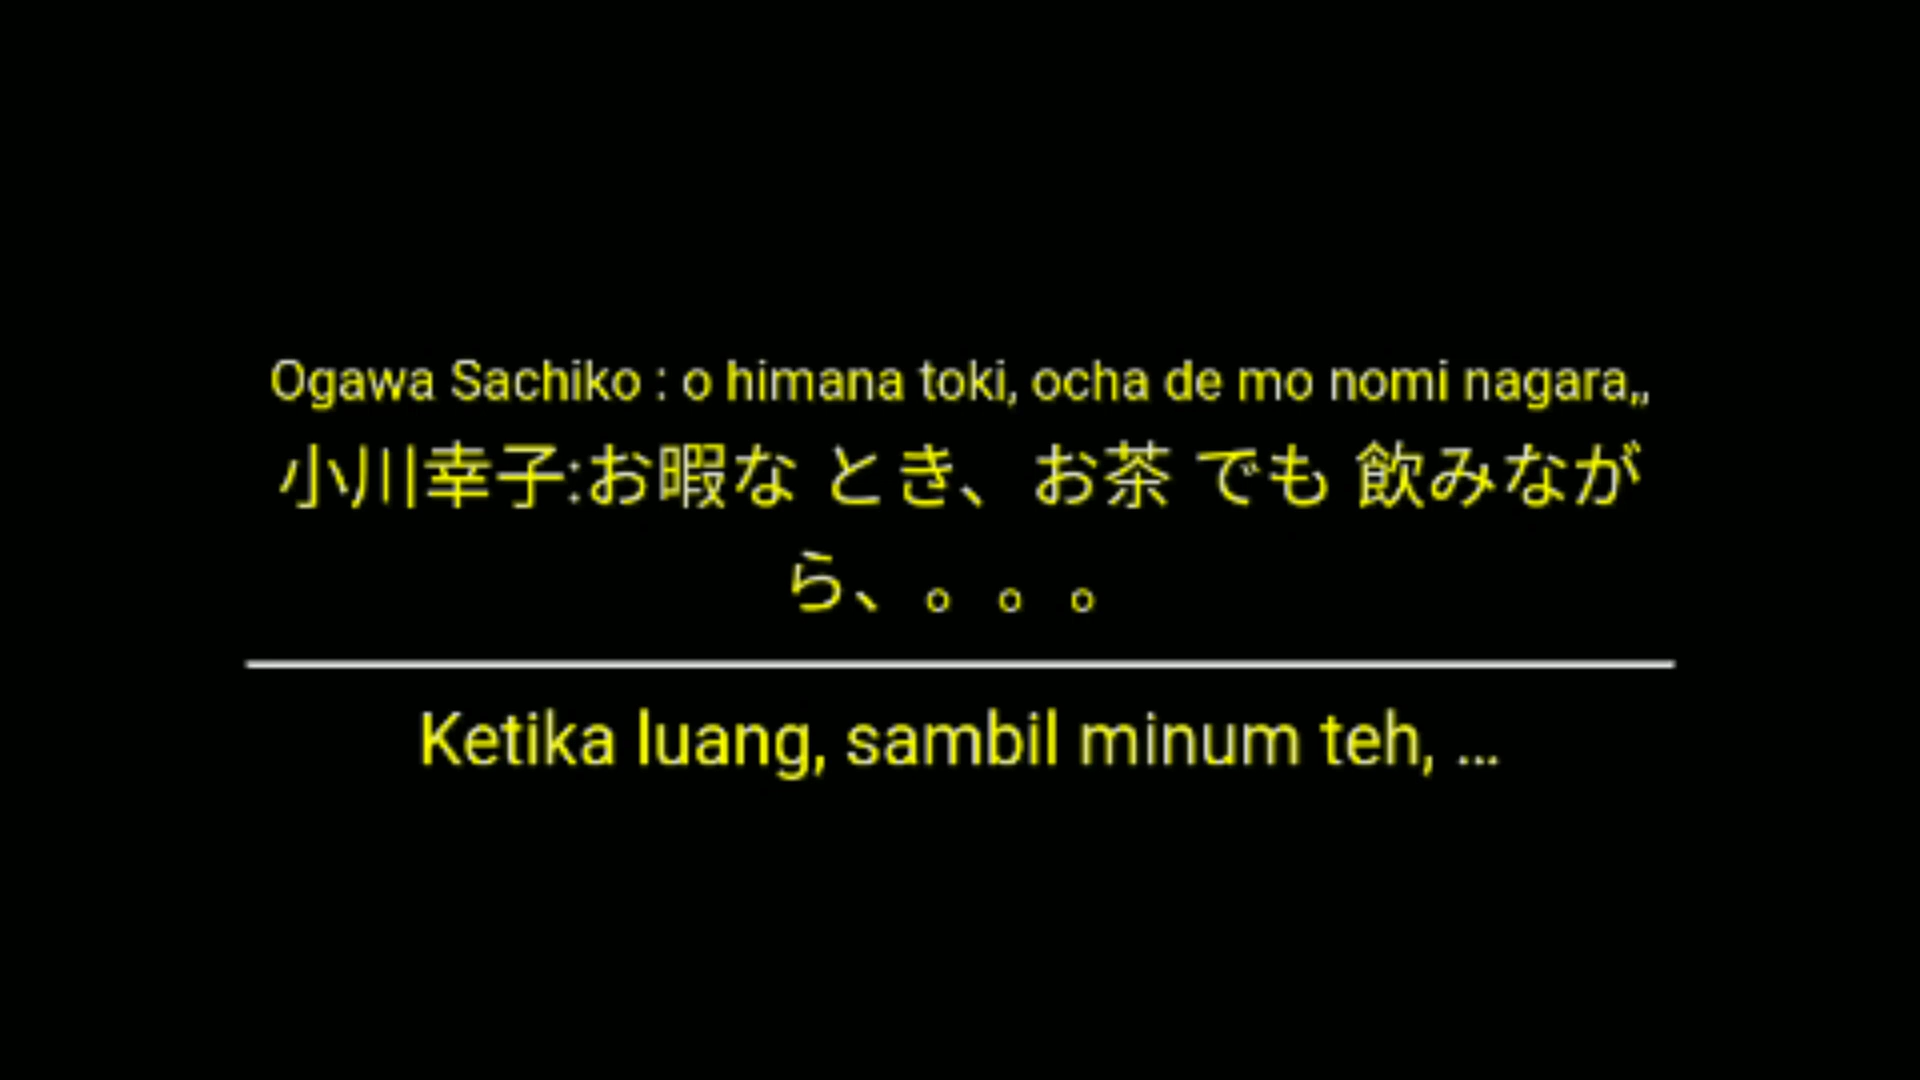 Ogawa Sachiko : o himana toki, ocha de mo nomi nagara,,
小川幸子:お暇な とき、お茶 でも 飲みなが
ら、。。。
Ketika luang, sambil minum teh, ...